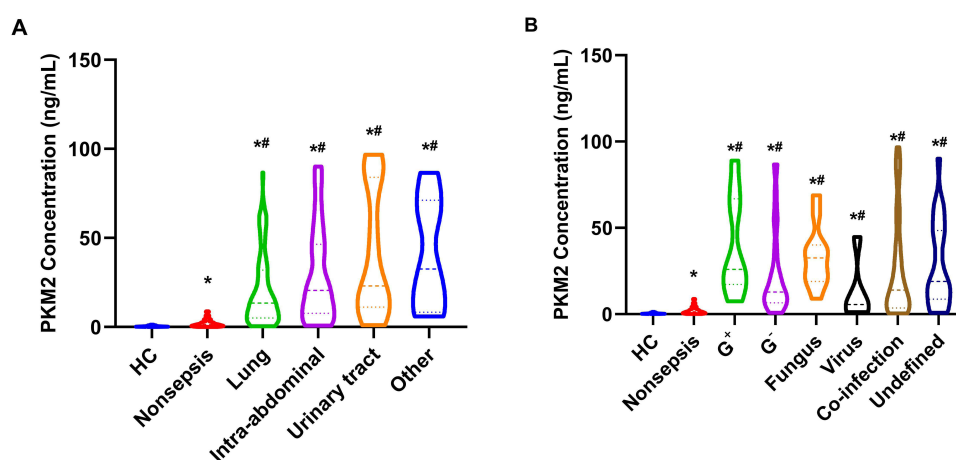 A
PKM2 Concentration (ng/mL)
150
100
50
0
*
*#
*#
*#
*#
HC
Nonsepsis
Lung
Intra-abdominal
Urinary tract
Other
B
PKM2 Concentration (ng/mL)
150
100
50
0
*
*#
*#
*#
*#
*#
*#
HC
Nonsepsis
G⁺
G⁻
Fungus
Virus
Co-infection
Undefined